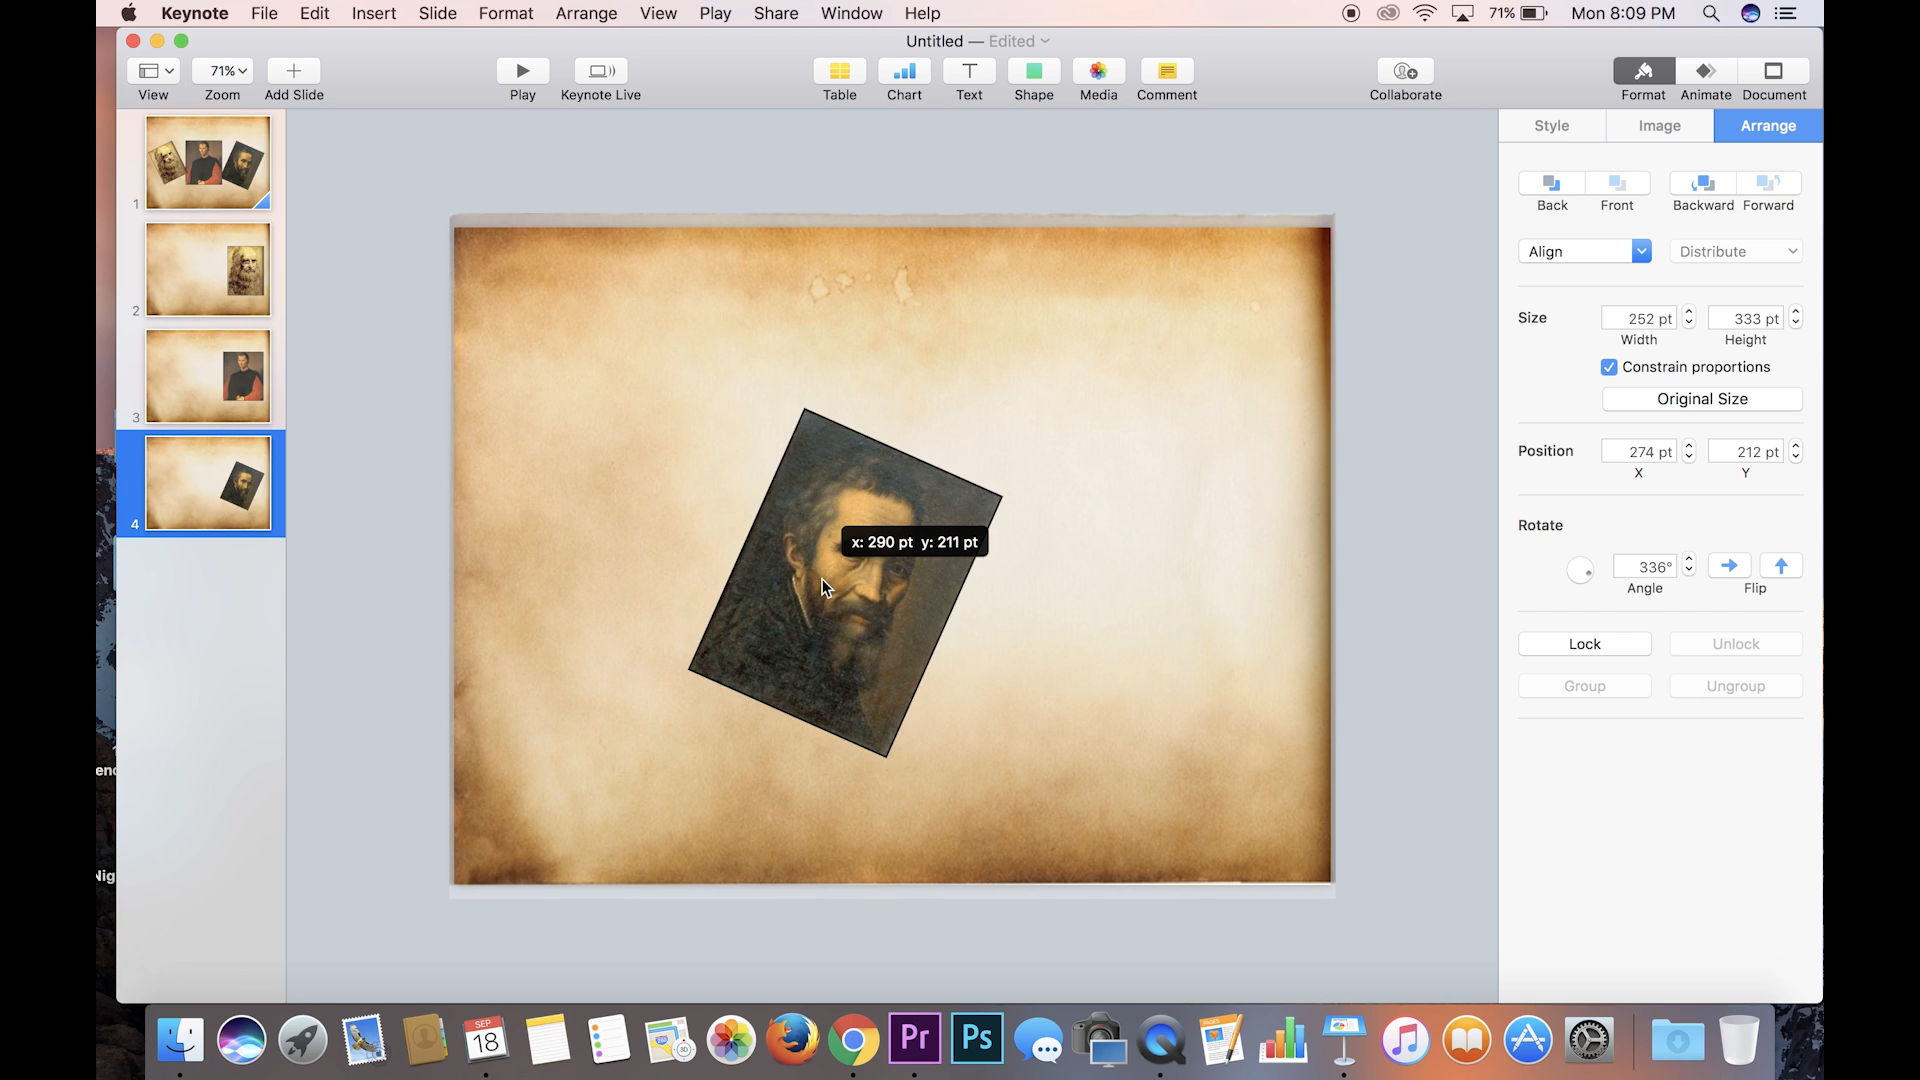 Keynote File Edit Insert Slide Format Arrange View Play Share Window Help 71% Mon 8:09 PM
Untitled — Edited
71%
View Zoom Add Slide Play Keynote Live Table Chart Text Shape Media Comment Collaborate Format Animate Document
Style Image Arrange
1
2
3
4
Back Front Backward Forward
Align Distribute
Size 252 pt 333 pt
Width Height
Constrain proportions
Original Size
Position 274 pt 212 pt
X Y
Rotate
336°
Angle Flip
Lock Unlock
Group Ungroup
x: 290 pt y: 211 pt
enc
Nig
SEP
18
3D
Pr
Ps
PAGES